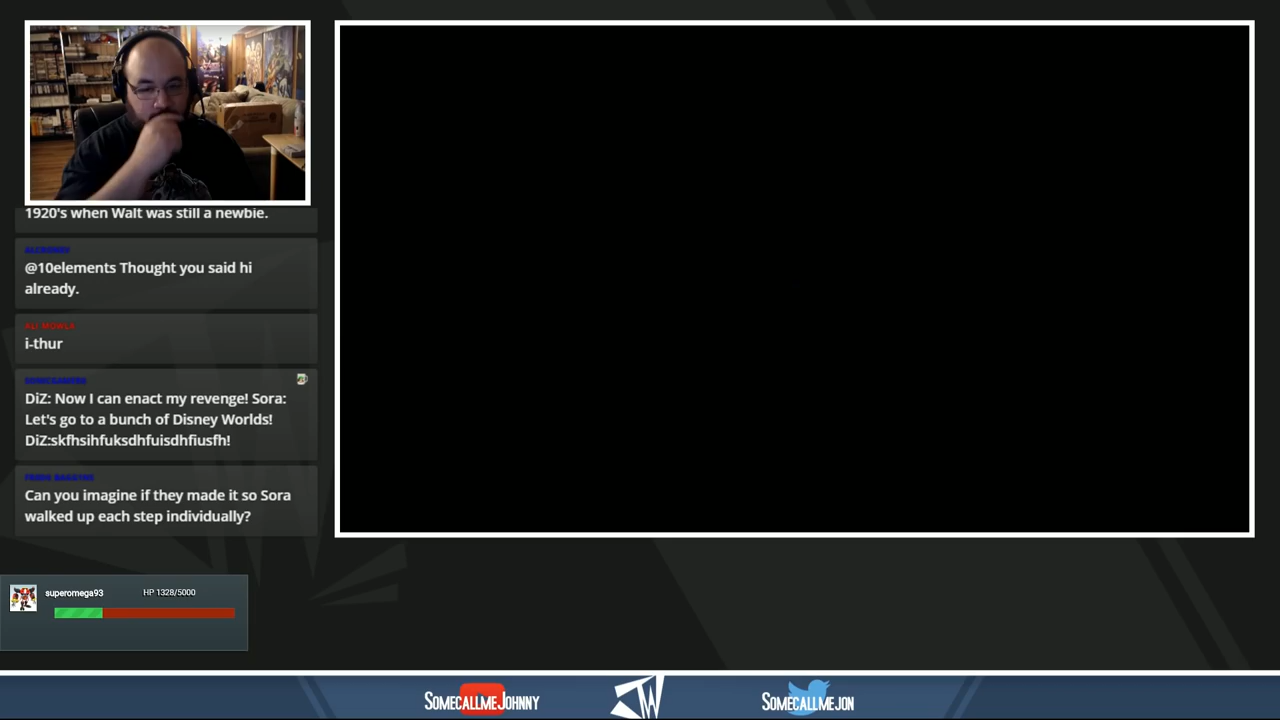 1920's when Walt was still a newbie.
@10elements Thought you said hi
already.
ALI MOWLA
i-thur
DiZ: Now I can enact my revenge! Sora:
Let's go to a bunch of Disney Worlds!
DiZ:skfhsihfuksdhfuisdhfiusfh!
Can you imagine if they made it so Sora
walked up each step individually?
superomega93 HP 1328/5000
SOMECALLMEJOHNNY
SOMECALLMEJON